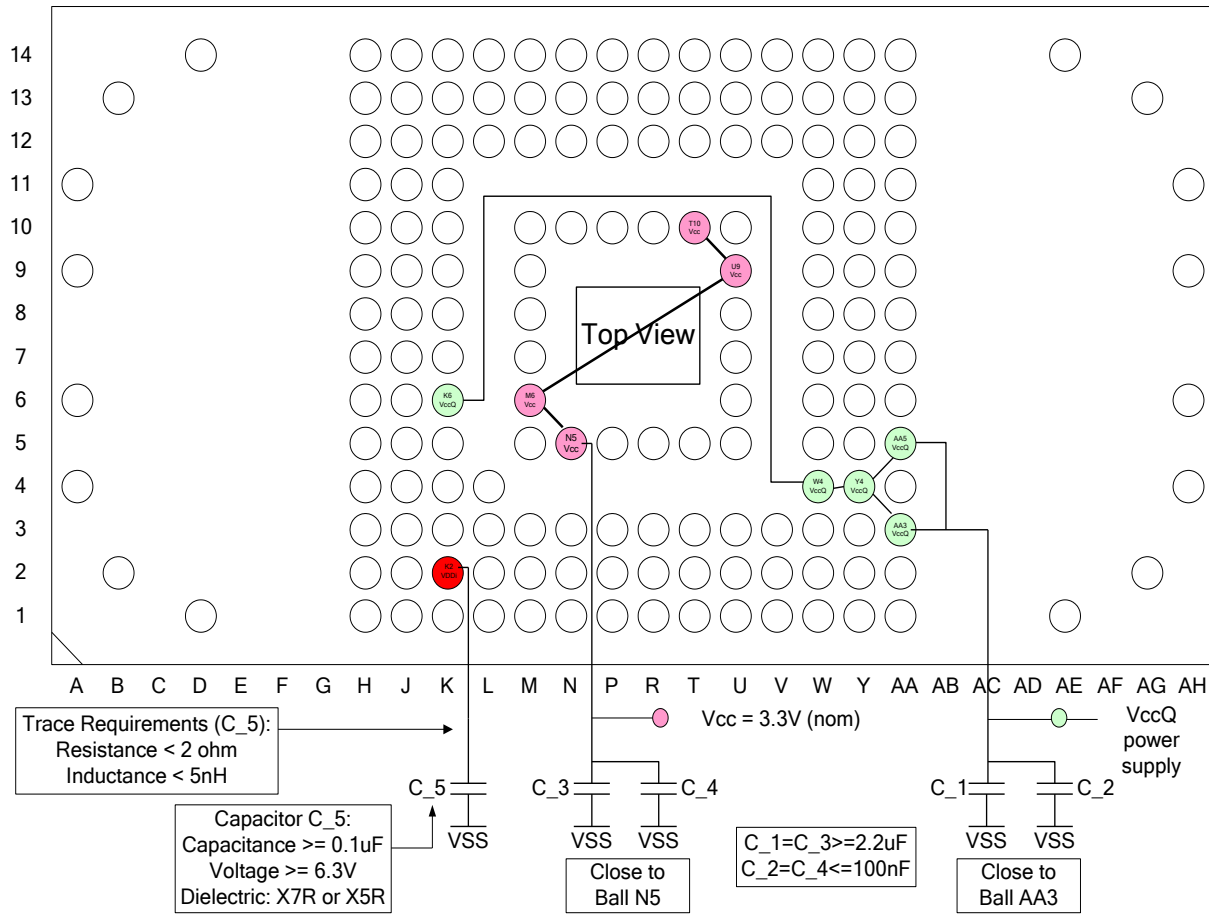 14
13
12
11
10
9
8
7
6
5
4
3
2
1
T10
Vcc
U9
Vcc
Top View
K6
VccQ
M6
Vcc
N5
Vcc
AA5
VccQ
W4
VccQ
Y4
VccQ
AA3
VccQ
K2
A B C D E F G H J K L M N P R T U V W Y AA AB AC AD AE AF AG AH
Trace Requirements (C_5):
Resistance < 2 ohm
Inductance < 5nH
Vcc = 3.3V (nom)
VccQ
power
supply
C_5
C_3
C_4
C_1
C_2
Capacitor C_5:
Capacitance >= 0.1uF
Voltage >= 6.3V
Dielectric: X7R or X5R
VSS
VSS
VSS
VSS
VSS
C_1=C_3>=2.2uF
C_2=C_4<=100nF
Close to
Ball N5
Close to
Ball AA3